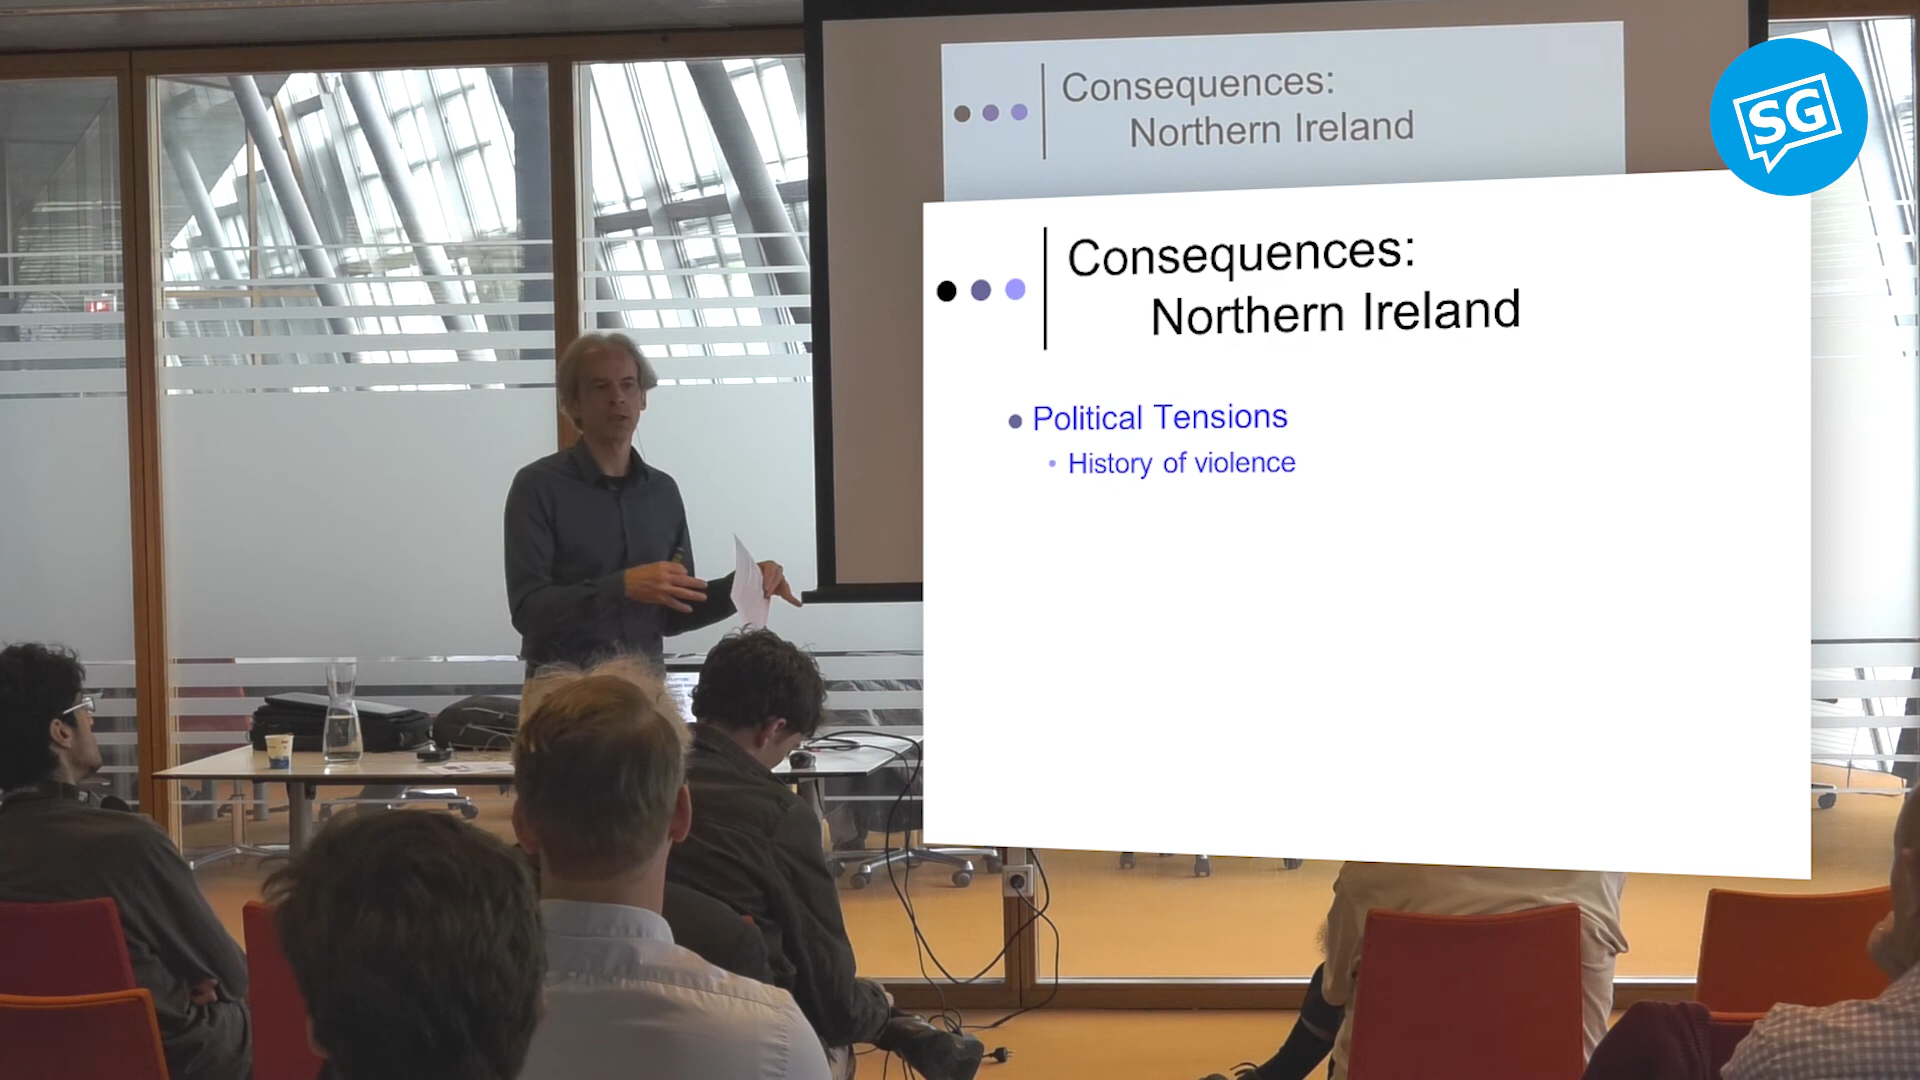 Consequences:
Northern Ireland
SG
Consequences:
Northern Ireland
Political Tensions
History of violence